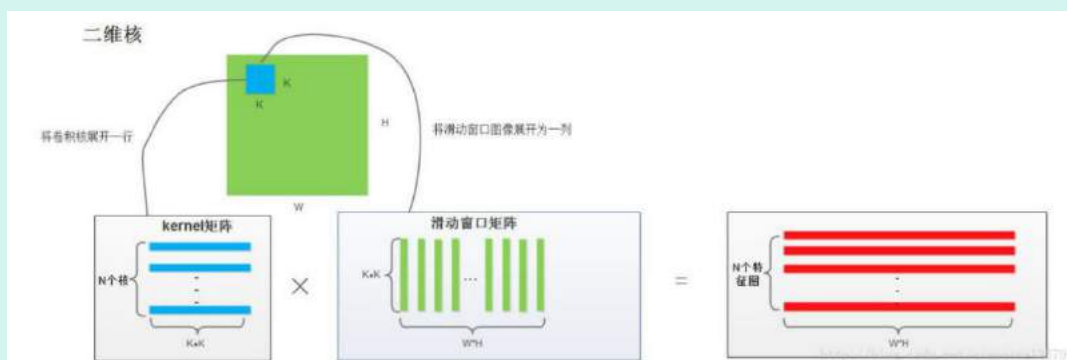 二维核
K
K
H
W
将卷积核展开一行
将滑动窗口图像展开为一列
kernel矩阵
N个核
K*K
×
滑动窗口矩阵
K*K
...
W*H
=
N个特
征图
W*H